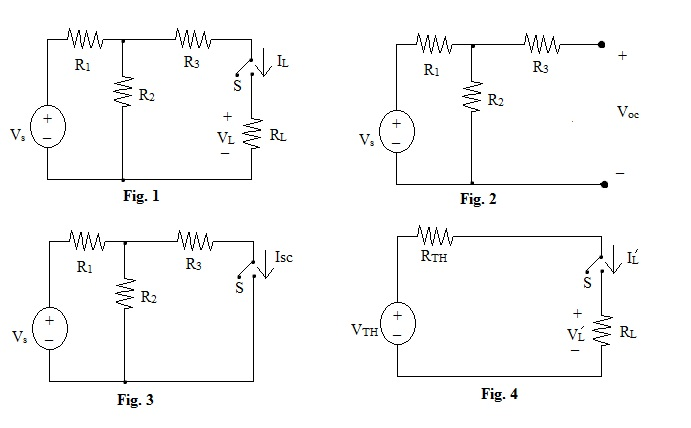 R1
R3
IL
S
R2
+
+
Vs
−
VL
RL
−
Fig. 1
R1
R3
+
R2
Voc
+
Vs
−
−
Fig. 2
R1
R3
Isc
S
R2
+
Vs
−
Fig. 3
RTH
IL′
S
+
+
VTH
−
VL′
RL
−
Fig. 4